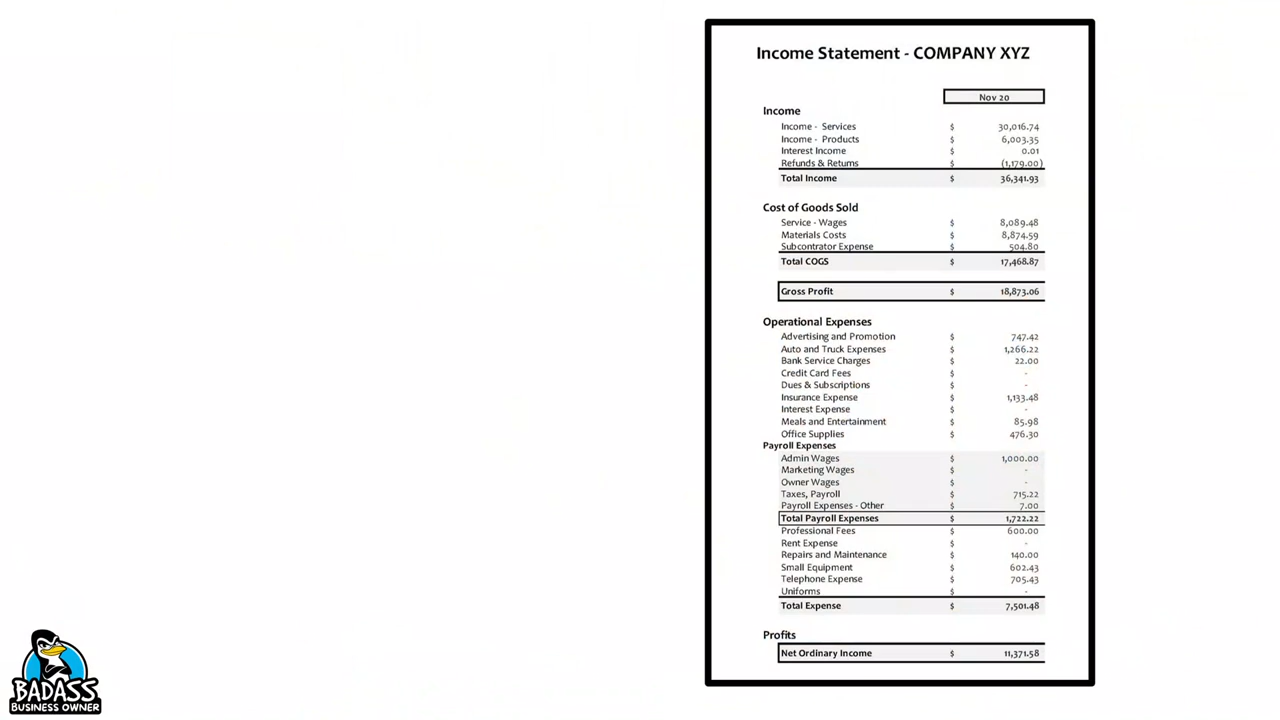 Income Statement - COMPANY XYZ
Nov 20
Income
Income - Services $ 30,016.74
Income - Products $ 6,003.35
Interest Income $ 0.01
Refunds & Returns $ (1,179.00)
Total Income $ 36,341.93
Cost of Goods Sold
Service - Wages $ 8,089.48
Materials Costs $ 8,874.59
Subcontrator Expense $ 504.80
Total COGS $ 17,468.87
Gross Profit $ 18,873.06
Operational Expenses
Advertising and Promotion $ 747.42
Auto and Truck Expenses $ 1,266.22
Bank Service Charges $ 22.00
Credit Card Fees $ -
Dues & Subscriptions $ -
Insurance Expense $ 1,133.48
Interest Expense $ -
Meals and Entertainment $ 85.98
Office Supplies $ 476.30
Payroll Expenses
Admin Wages $ 1,000.00
Marketing Wages $ -
Owner Wages $ -
Taxes, Payroll $ 715.22
Payroll Expenses - Other $ 7.00
Total Payroll Expenses $ 1,722.22
Professional Fees $ 600.00
Rent Expense $ -
Repairs and Maintenance $ 140.00
Small Equipment $ 602.43
Telephone Expense $ 705.43
Uniforms $ -
Total Expense $ 7,501.48
Profits
Net Ordinary Income $ 11,371.58
BADASS
BUSINESS OWNER